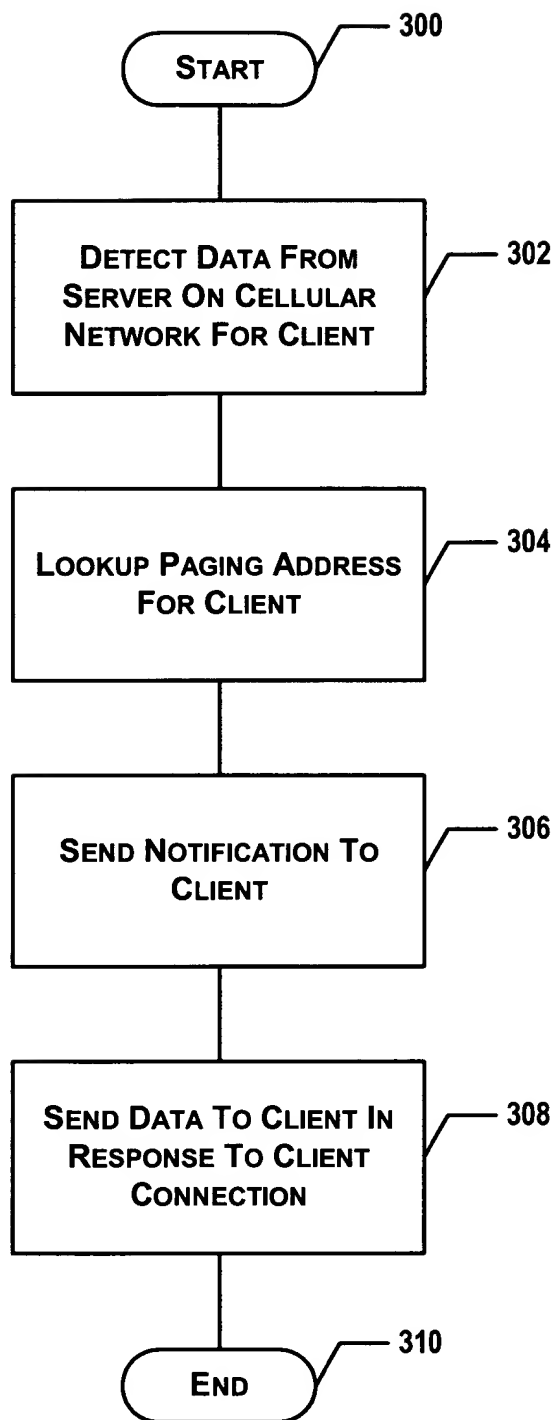 START
300
DETECT DATA FROM
SERVER ON CELLULAR
NETWORK FOR CLIENT
302
LOOKUP PAGING ADDRESS
FOR CLIENT
304
SEND NOTIFICATION TO
CLIENT
306
SEND DATA TO CLIENT IN
RESPONSE TO CLIENT
CONNECTION
308
END
310